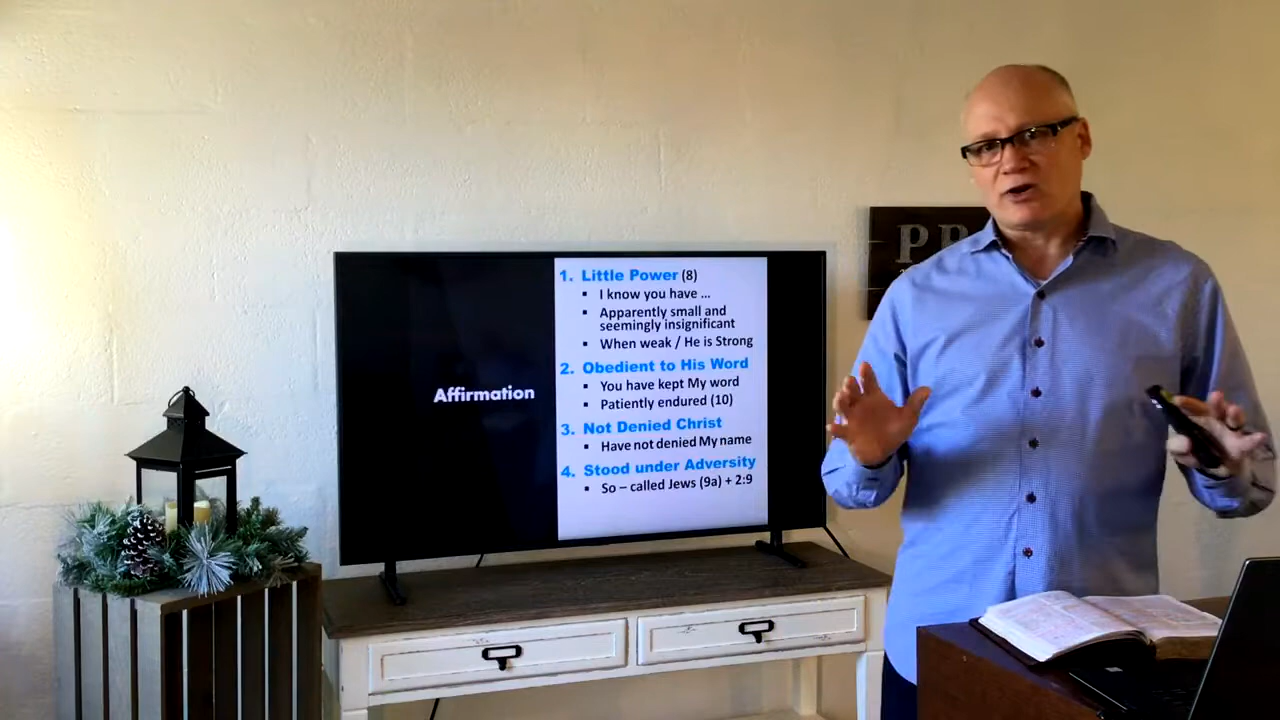 Affirmation
1. Little Power (8)
▪ I know you have ...
▪ Apparently small and
seemingly insignificant
▪ When weak / He is Strong
2. Obedient to His Word
▪ You have kept My word
▪ Patiently endured (10)
3. Not Denied Christ
▪ Have not denied My name
4. Stood under Adversity
▪ So – called Jews (9a) + 2:9